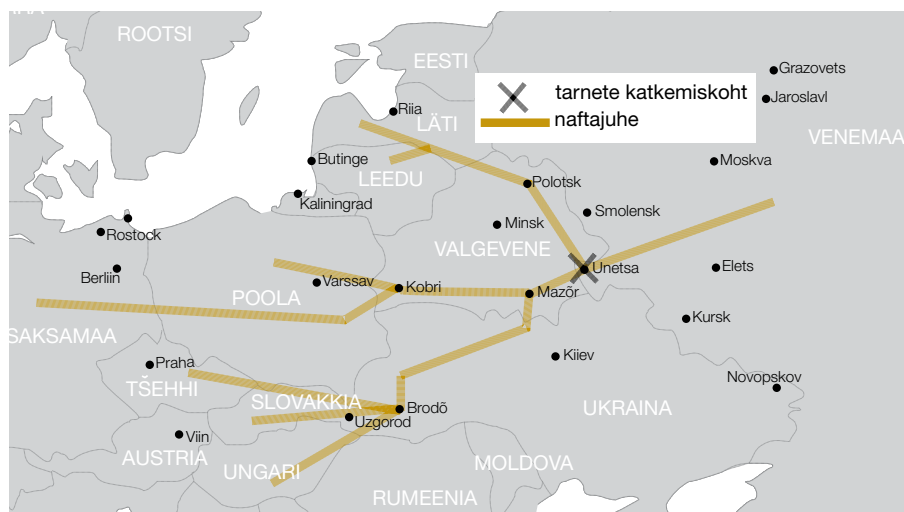 ROOTSI
EESTI
Grazovets
tarnete katkemiskoht
Jaroslavl
naftajuhe
Riia
LÄTI
VENEMAA
Butinge
Moskva
LEEDU
Polotsk
Kaliningrad
Smolensk
Minsk
Rostock
VALGEVENE
Berliin
Unetsa
Elets
Varssav
Kobri
Mazõr
POOLA
Kursk
SAKSAMAA
Kiiev
Praha
Novopskov
TŠEHHI
SLOVAKKIA
Brodõ
UKRAINA
Uzgorod
Viin
AUSTRIA
MOLDOVA
UNGARI
RUMEENIA